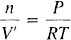 n/V' = P/RT